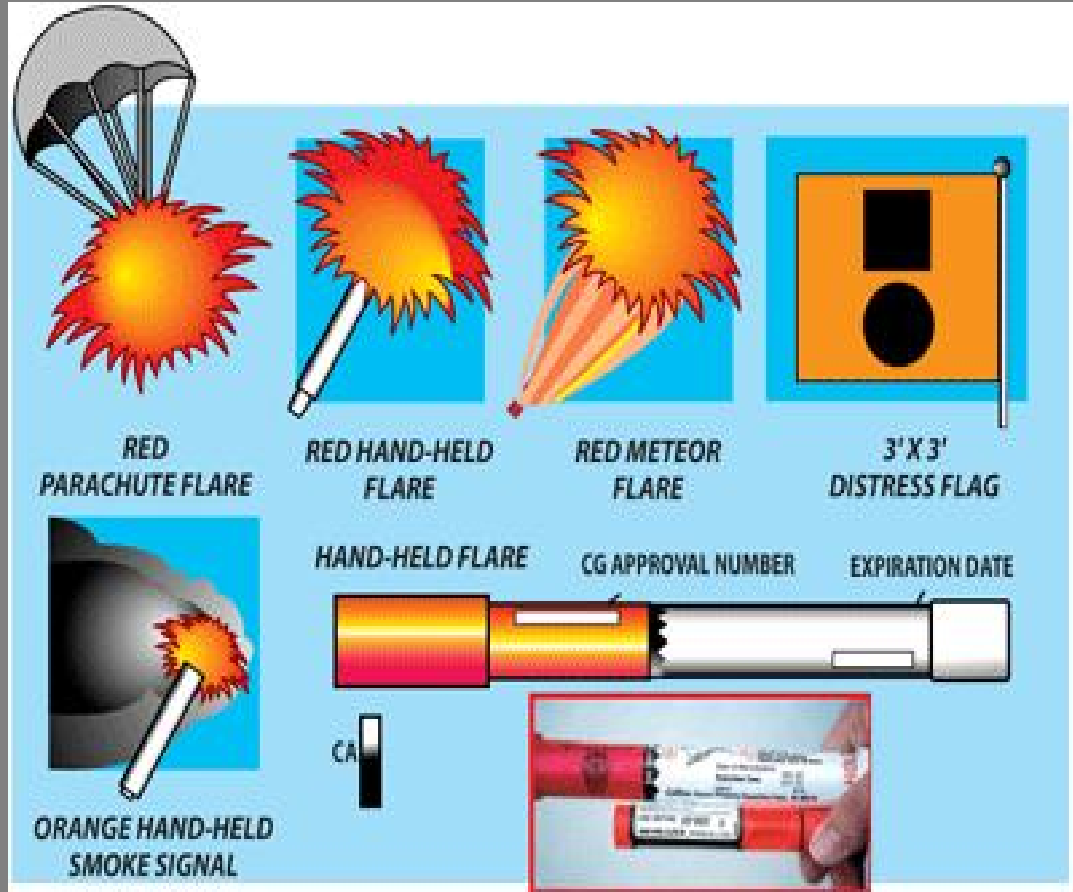 RED
PARACHUTE FLARE
RED HAND-HELD
FLARE
RED METEOR
FLARE
3' X 3'
DISTRESS FLAG
HAND-HELD FLARE
CG APPROVAL NUMBER
EXPIRATION DATE
CA
ORANGE HAND-HELD
SMOKE SIGNAL